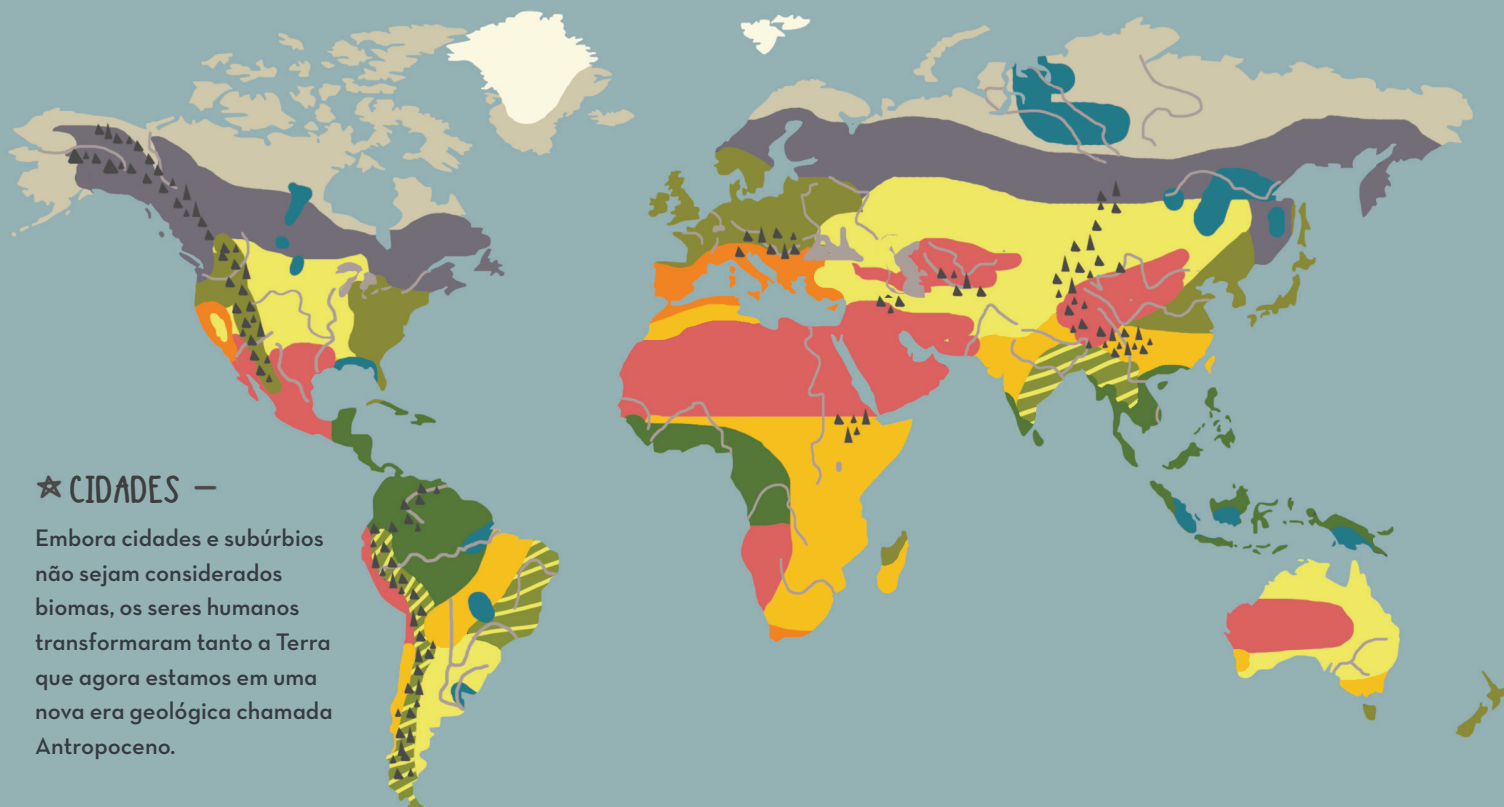 CIDADES —
Embora cidades e subúrbios
não sejam considerados
biomas, os seres humanos
transformaram tanto a Terra
que agora estamos em uma
nova era geológica chamada
Antropoceno.